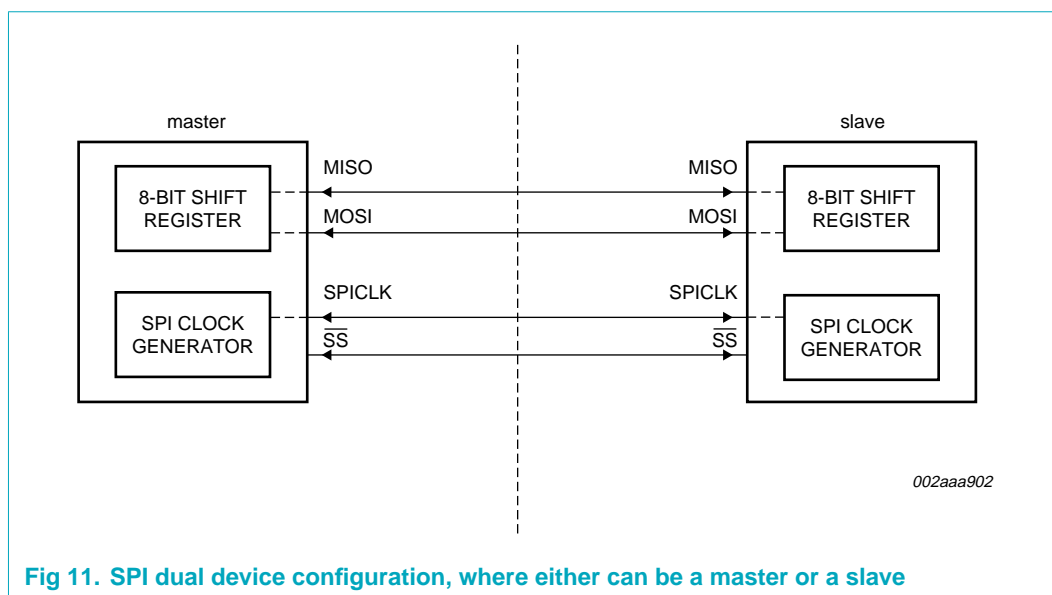 master
slave
8-BIT SHIFT
REGISTER
MISO
MOSI
MISO
MOSI
8-BIT SHIFT
REGISTER
SPI CLOCK
GENERATOR
SPICLK
SS
SPICLK
SS
SPI CLOCK
GENERATOR
002aaa902
Fig 11. SPI dual device configuration, where either can be a master or a slave